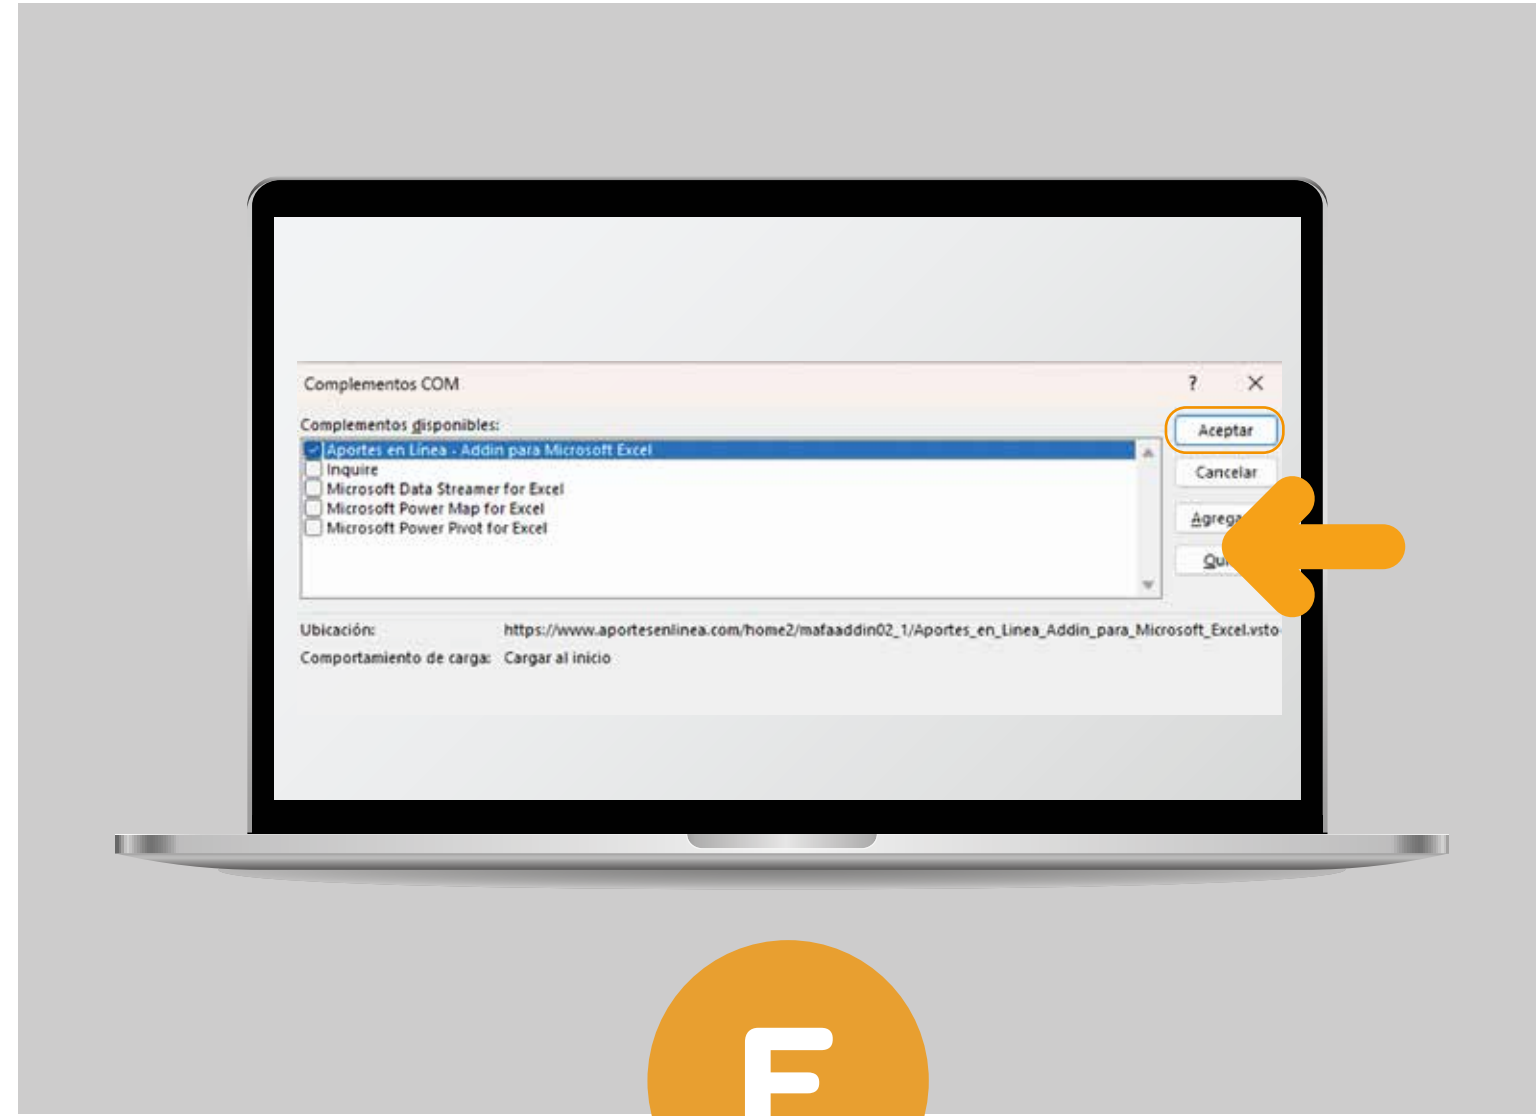 Complementos COM ? ×
Complementos disponibles:
Aportes en Línea - Addin para Microsoft Excel
Inquire
Microsoft Data Streamer for Excel
Microsoft Power Map for Excel
Microsoft Power Pivot for Excel
Aceptar
Cancelar
Ubicación: https://www.aportesenlinea.com/home2/mafaaddin02_1/Aportes_en_Linea_Addin_para_Microsoft_Excel.vsto
Comportamiento de carga: Cargar al inicio